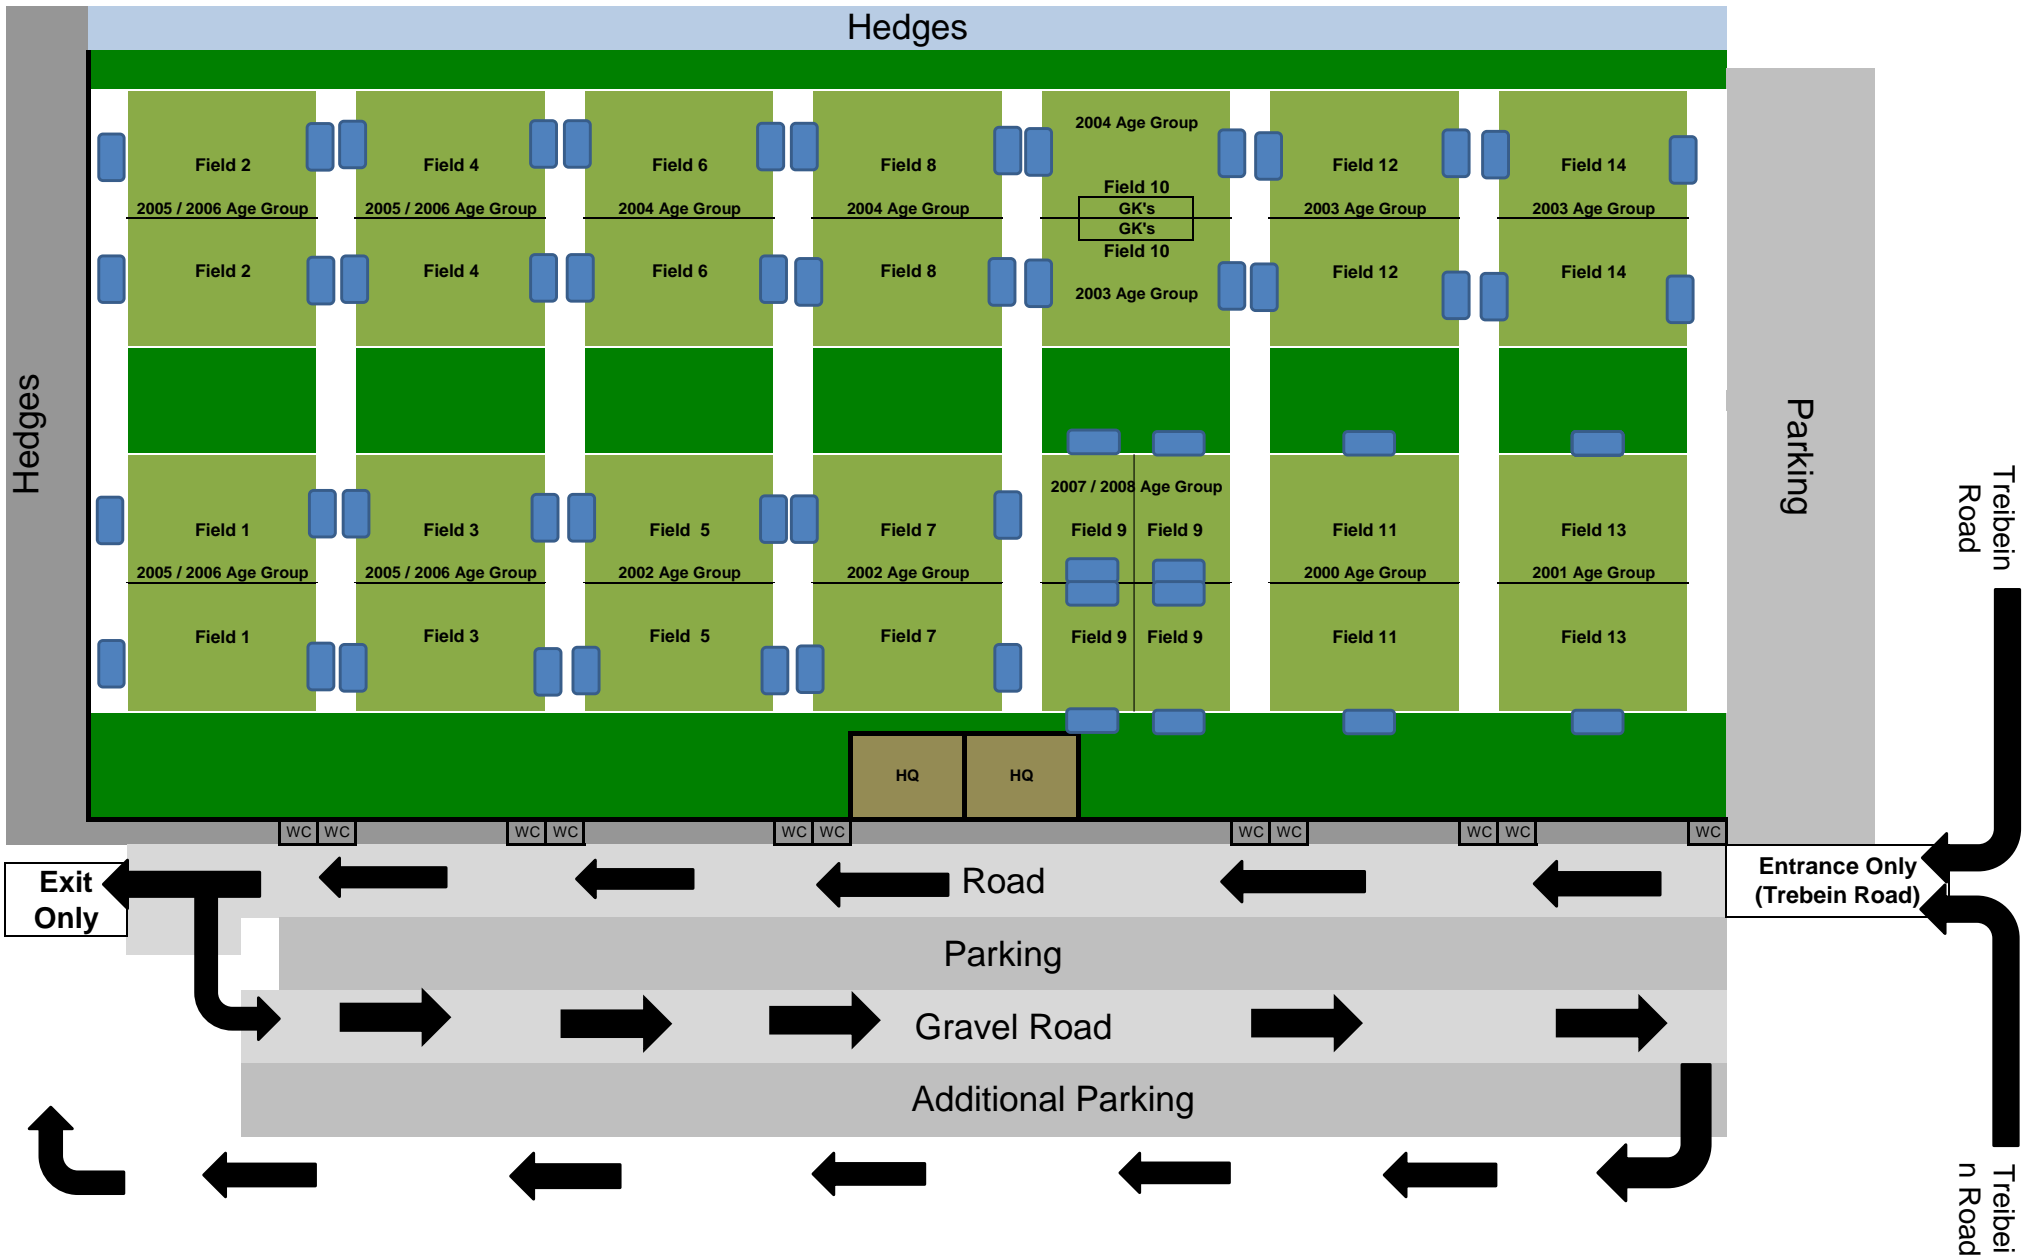 Hedges
2004 Age Group
Field 2
Field 4
Field 6
Field 8
Field 10
Field 12
Field 14
2005 / 2006 Age Group
2005 / 2006 Age Group
2004 Age Group
2004 Age Group
GK's
2003 Age Group
2003 Age Group
GK's
Field 10
Field 2
Field 4
Field 6
Field 8
2003 Age Group
Field 12
Field 14
Hedges
Parking
Treibein
Road
2007 / 2008 Age Group
Field 1
Field 3
Field  5
Field 7
Field 9
Field 9
Field 11
Field 13
2005 / 2006 Age Group
2005 / 2006 Age Group
2002 Age Group
2002 Age Group
2000 Age Group
2001 Age Group
Field 1
Field 3
Field  5
Field 7
Field 9
Field 9
Field 11
Field 13
HQ
HQ
WC
WC
WC
WC
WC
WC
WC
WC
WC
WC
WC
Exit
Only
Road
Entrance Only
(Trebein Road)
Parking
Gravel Road
Additional Parking
Treibei
n Road